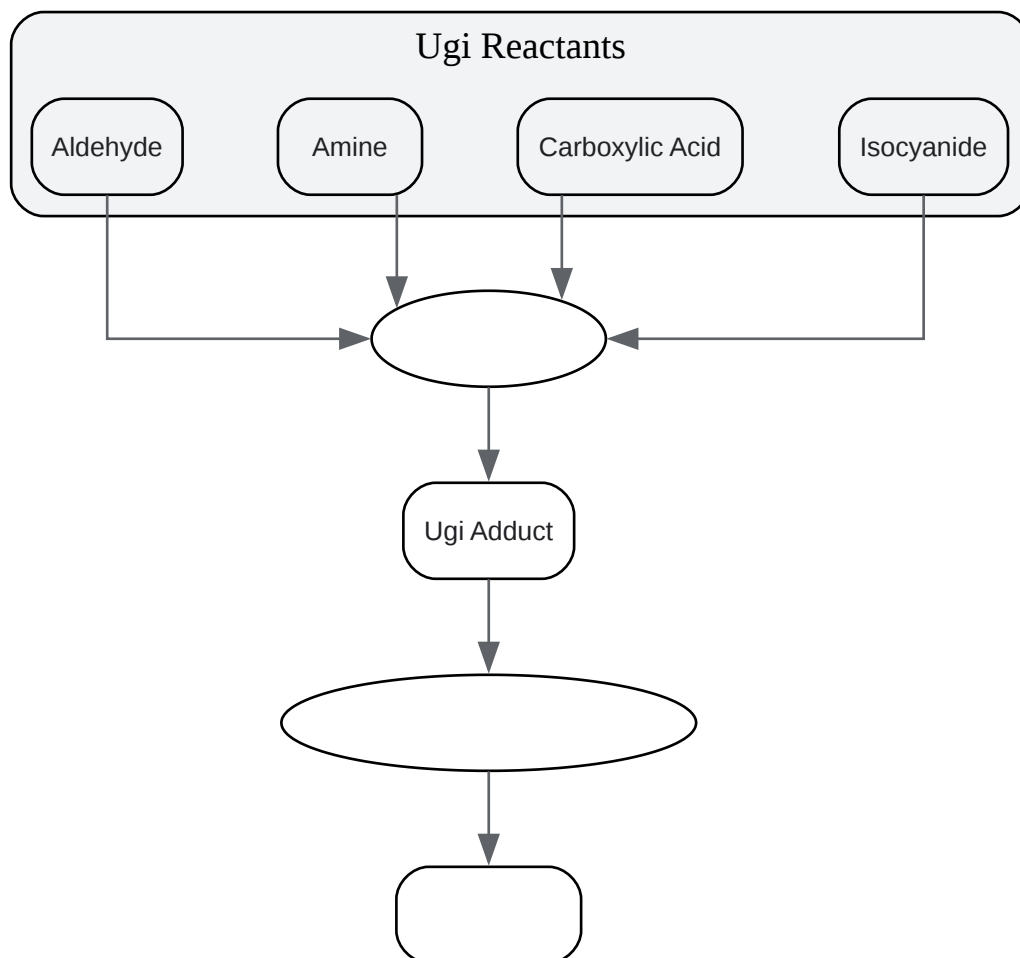 Ugi Reactants
Aldehyde
Amine
Carboxylic Acid
Isocyanide
Ugi Adduct